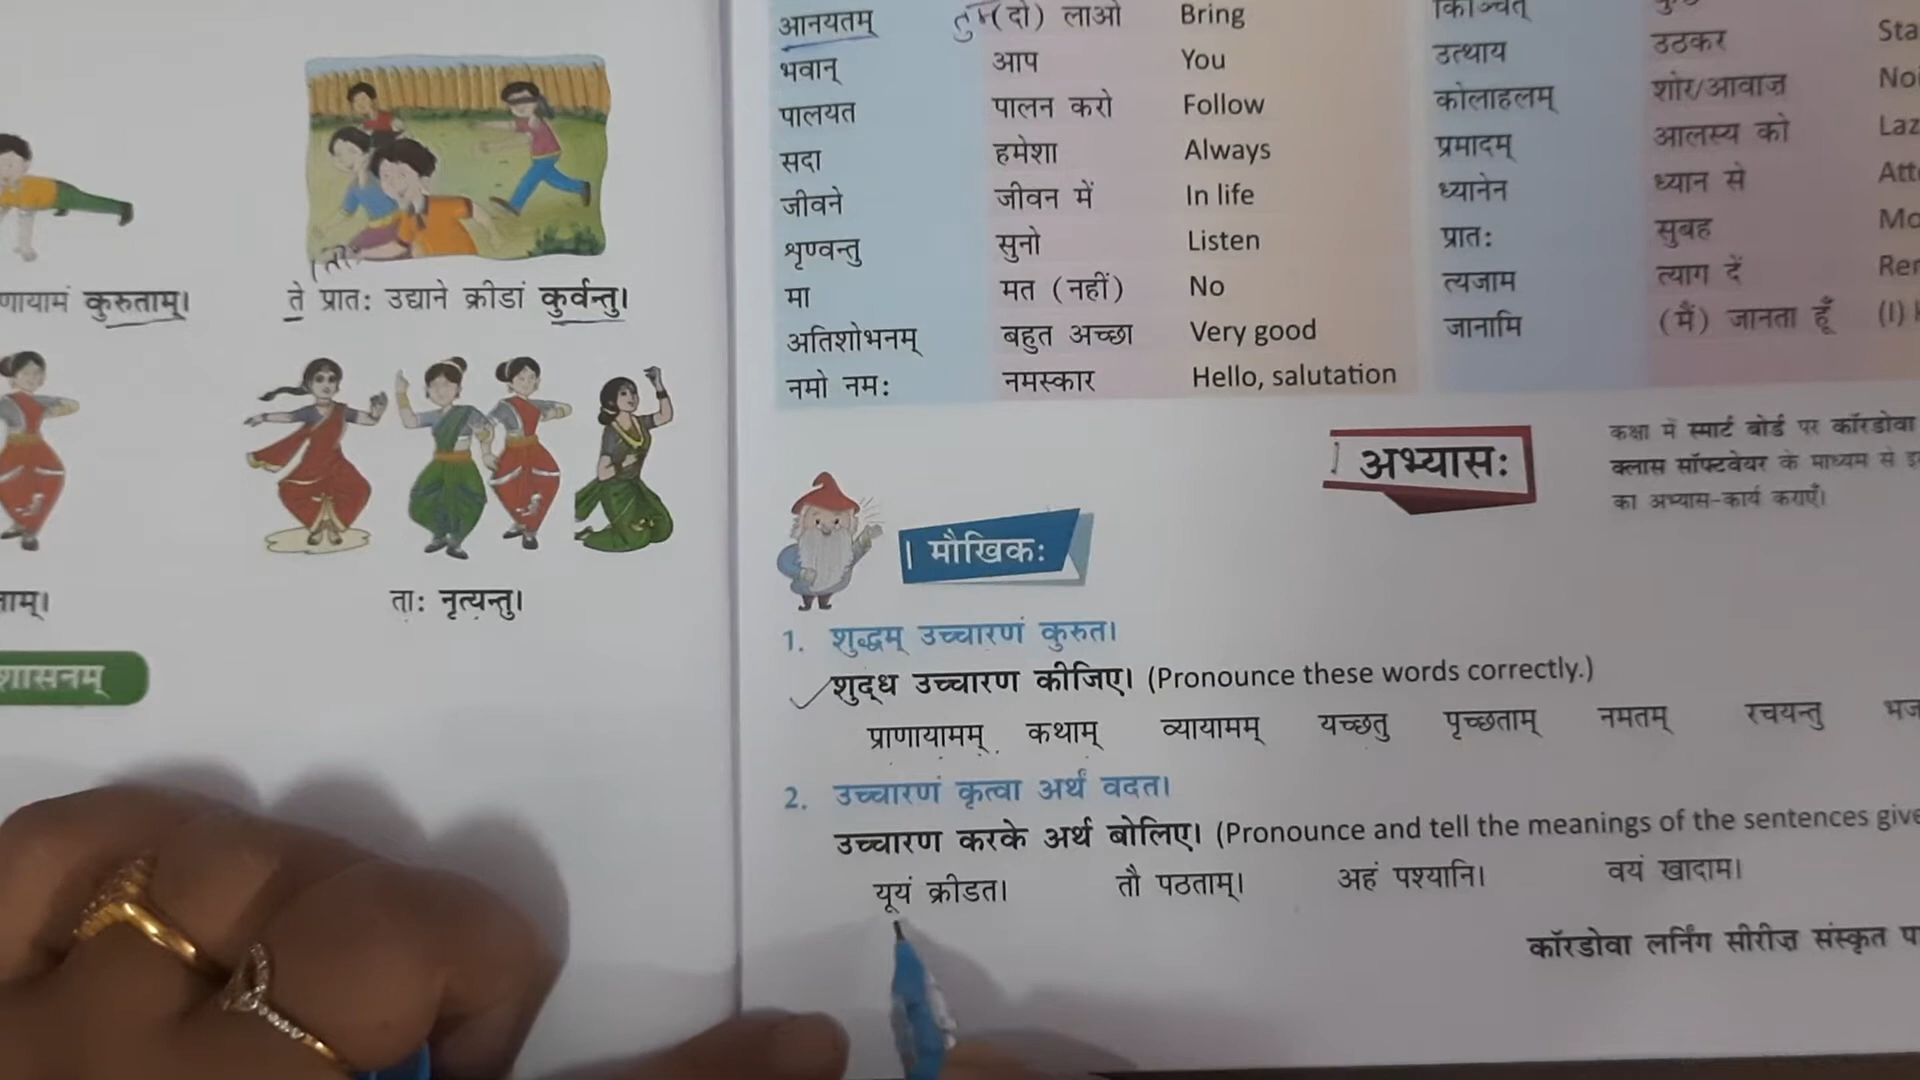 कुरुताम्।
ते प्रातः उद्याने क्रीडां कुर्वन्तु।
ताः नृत्यन्तु।
आनयतम् तुम (दो) लाओ Bring
भवान् आप You
पालयत पालन करो Follow
सदा हमेशा Always
जीवने जीवन में In life
शृण्वन्तु सुनो Listen
मा मत (नहीं) No
अतिशोभनम् बहुत अच्छा Very good
नमो नमः नमस्कार Hello, salutation
किञ्चित्
उत्थाय उठकर
कोलाहलम् शोर/आवाज़
प्रमादम् आलस्य को
ध्यानेन ध्यान से
प्रातः सुबह
त्यजाम त्याग दें
जानामि (मैं) जानता हूँ (I)
अभ्यासः
कक्षा में स्मार्ट बोर्ड पर कॉरडोवा
क्लास सॉफ्टवेयर के माध्यम से
का अभ्यास-कार्य कराएँ।
मौखिकः
1. शुद्धम् उच्चारणं कुरुत।
शुद्ध उच्चारण कीजिए। (Pronounce these words correctly.)
प्राणायामम् कथाम् व्यायामम् यच्छतु पृच्छताम् नमतम् रचयन्तु
2. उच्चारणं कृत्वा अर्थं वदत।
उच्चारण करके अर्थ बोलिए। (Pronounce and tell the meanings of the sentences
यूयं क्रीडत। तौ पठताम्। अहं पश्यानि। वयं खादाम।
कॉरडोवा लर्निंग सीरीज़ संस्कृत